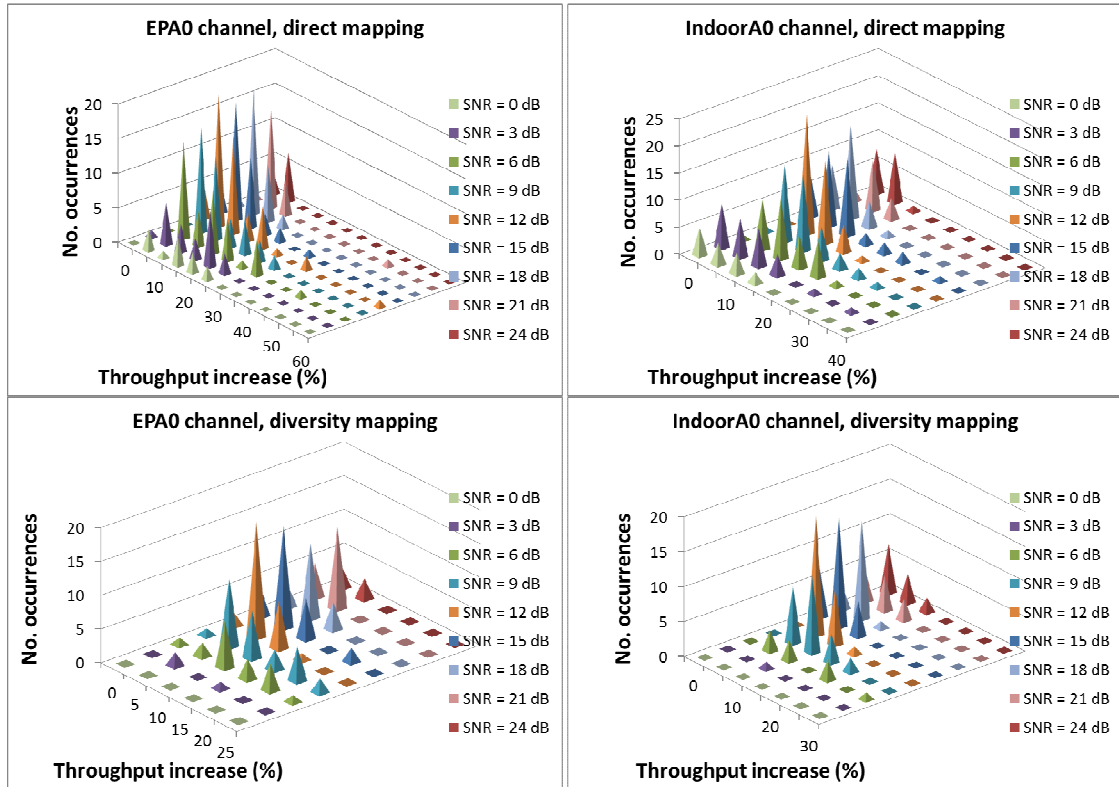 EPA0 channel, direct mapping
No. occurrences
20
15
10
5
0
0
10
20
30
40
50
60
Throughput increase (%)
SNR = 0 dB
SNR = 3 dB
SNR = 6 dB
SNR = 9 dB
SNR = 12 dB
SNR = 15 dB
SNR = 18 dB
SNR = 21 dB
SNR = 24 dB
IndoorA0 channel, direct mapping
No. occurrences
25
20
15
10
5
0
0
10
20
30
40
Throughput increase (%)
SNR = 0 dB
SNR = 3 dB
SNR = 6 dB
SNR = 9 dB
SNR = 12 dB
SNR = 15 dB
SNR = 18 dB
SNR = 21 dB
SNR = 24 dB
EPA0 channel, diversity mapping
No. occurrences
20
15
10
5
0
0
5
10
15
20
25
Throughput increase (%)
SNR = 0 dB
SNR = 3 dB
SNR = 6 dB
SNR = 9 dB
SNR = 12 dB
SNR = 15 dB
SNR = 18 dB
SNR = 21 dB
SNR = 24 dB
IndoorA0 channel, diversity mapping
No. occurrences
20
15
10
5
0
0
10
20
30
Throughput increase (%)
SNR = 0 dB
SNR = 3 dB
SNR = 6 dB
SNR = 9 dB
SNR = 12 dB
SNR = 15 dB
SNR = 18 dB
SNR = 21 dB
SNR = 24 dB